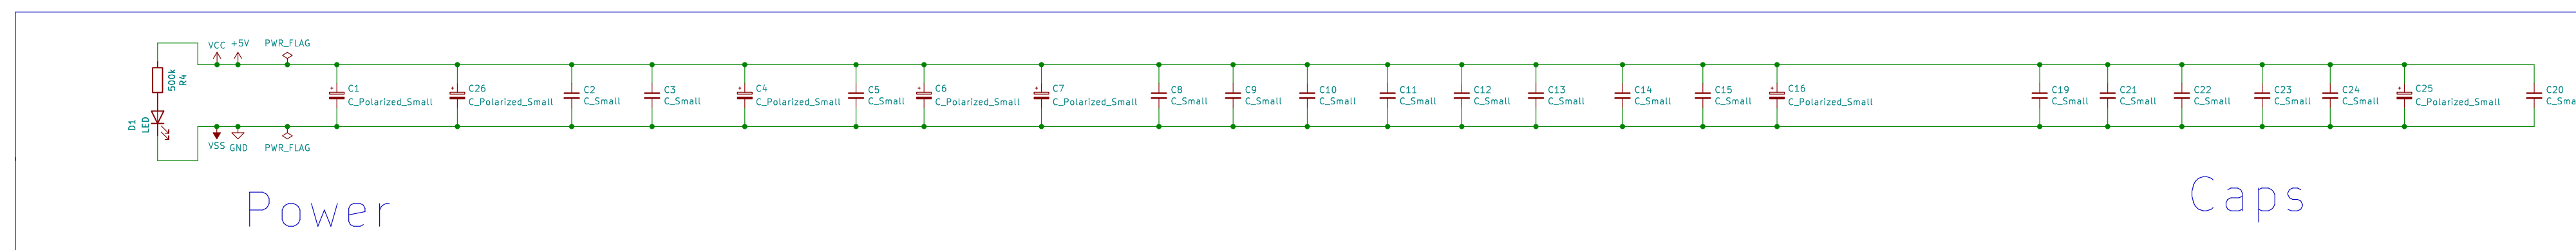 VCC +5V PWR_FLAG
500k
R4
D1
LED
VSS GND PWR_FLAG
C1
C_Polarized_Small
C26
C_Polarized_Small
C2
C_Small
C3
C_Small
C4
C_Polarized_Small
C5
C_Small
C6
C_Polarized_Small
C7
C_Polarized_Small
C8
C_Small
C9
C_Small
C10
C_Small
C11
C_Small
C12
C_Small
C13
C_Small
C14
C_Small
C15
C_Small
C16
C_Polarized_Small
C19
C_Small
C21
C_Small
C22
C_Small
C23
C_Small
C24
C_Small
C25
C_Polarized_Small
C20
C_Sma
Power
Caps